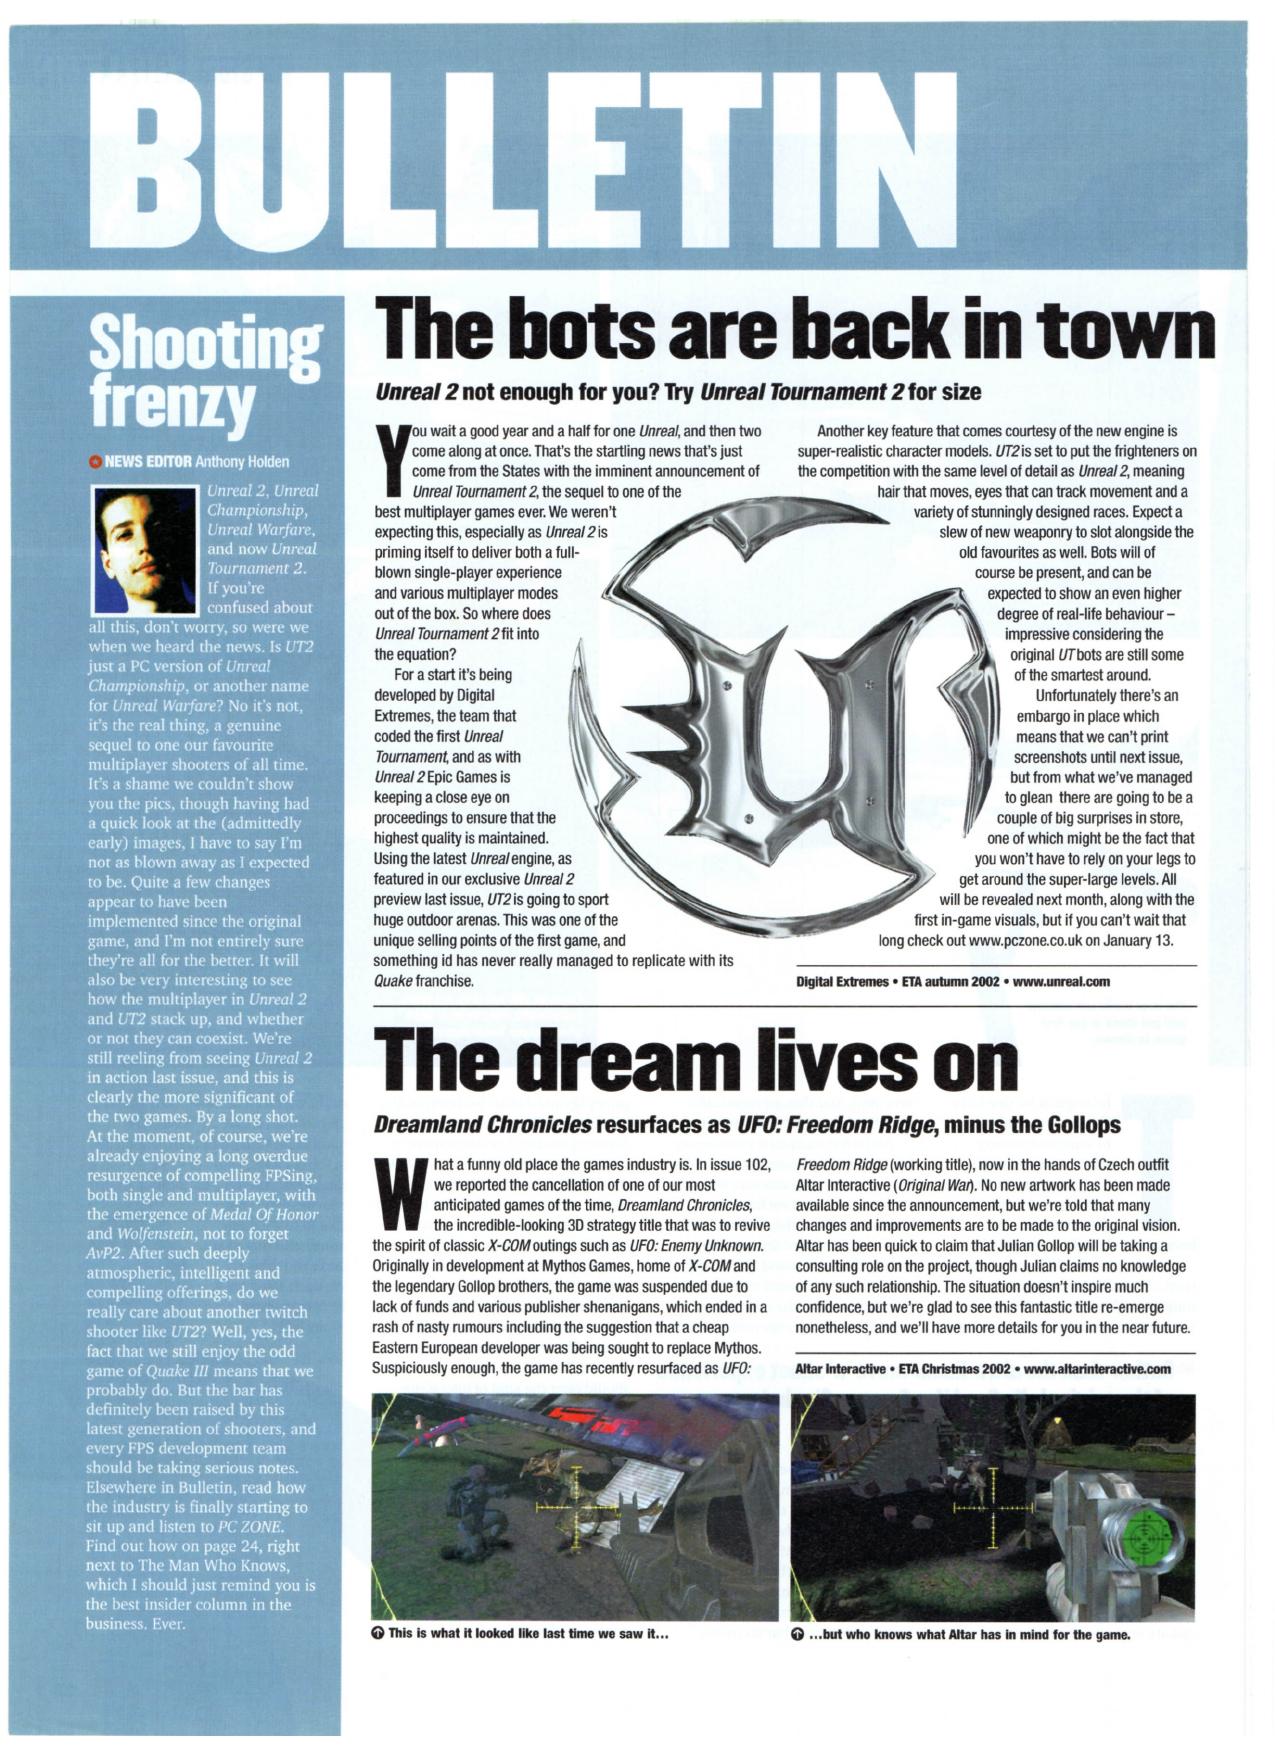 BULLETIN
Shooting
frenzy
NEWS EDITOR Anthony Holden
Unreal 2, Unreal
Championship,
Unreal Warfare,
and now Unreal
Tournament 2.
If you're
confused about
all this, don't worry, so were we
when we heard the news. Is UT2
just a PC version of Unreal
Championship, or another name
for Unreal Warfare? No it's not,
it's the real thing, a genuine
sequel to one our favourite
multiplayer shooters of all time.
It's a shame we couldn't show
you the pics, though having had
a quick look at the (admittedly
early) images, I have to say I'm
not as blown away as I expected
to be. Quite a few changes
appear to have been
implemented since the original
game, and I'm not entirely sure
they're all for the better. It will
also be very interesting to see
how the multiplayer in Unreal 2
and UT2 stack up, and whether
or not they can coexist. We're
still reeling from seeing Unreal 2
in action last issue, and this is
clearly the more significant of
the two games. By a long shot.
At the moment, of course, we're
already enjoying a long overdue
resurgence of compelling FPSing,
both single and multiplayer, with
the emergence of Medal Of Honor
and Wolfenstein, not to forget
AvP2. After such deeply
atmospheric, intelligent and
compelling offerings, do we
really care about another twitch
shooter like UT2? Well, yes, the
fact that we still enjoy the odd
game of Quake III means that we
probably do. But the bar has
definitely been raised by this
latest generation of shooters, and
every FPS development team
should be taking serious notes.
Elsewhere in Bulletin, read how
the industry is finally starting to
sit up and listen to PC ZONE.
Find out how on page 24, right
next to The Man Who Knows,
which I should just remind you is
the best insider column in the
business. Ever.
The bots are back in town
Unreal 2 not enough for you? Try Unreal Tournament 2 for size
You wait a good year and a half for one Unreal, and then two
come along at once. That's the startling news that's just
come from the States with the imminent announcement of
Unreal Tournament 2, the sequel to one of the
best multiplayer games ever. We weren't
expecting this, especially as Unreal 2 is
priming itself to deliver both a full-
blown single-player experience
and various multiplayer modes
out of the box. So where does
Unreal Tournament 2 fit into
the equation?
For a start it's being
developed by Digital
Extremes, the team that
coded the first Unreal
Tournament, and as with
Unreal 2 Epic Games is
keeping a close eye on
proceedings to ensure that the
highest quality is maintained.
Using the latest Unreal engine, as
featured in our exclusive Unreal 2
preview last issue, UT2 is going to sport
huge outdoor arenas. This was one of the
unique selling points of the first game, and
something id has never really managed to replicate with its
Quake franchise.
Another key feature that comes courtesy of the new engine is
super-realistic character models. UT2 is set to put the frighteners on
the competition with the same level of detail as Unreal 2, meaning
hair that moves, eyes that can track movement and a
variety of stunningly designed races. Expect a
slew of new weaponry to slot alongside the
old favourites as well. Bots will of
course be present, and can be
expected to show an even higher
degree of real-life behaviour –
impressive considering the
original UT bots are still some
of the smartest around.
Unfortunately there's an
embargo in place which
means that we can't print
screenshots until next issue,
but from what we've managed
to glean there are going to be a
couple of big surprises in store,
one of which might be the fact that
you won't have to rely on your legs to
get around the super-large levels. All
will be revealed next month, along with the
first in-game visuals, but if you can't wait that
long check out www.pczone.co.uk on January 13.
Digital Extremes • ETA autumn 2002 • www.unreal.com
The dream lives on
Dreamland Chronicles resurfaces as UFO: Freedom Ridge, minus the Gollops
What a funny old place the games industry is. In issue 102,
we reported the cancellation of one of our most
anticipated games of the time, Dreamland Chronicles,
the incredible-looking 3D strategy title that was to revive
the spirit of classic X-COM outings such as UFO: Enemy Unknown.
Originally in development at Mythos Games, home of X-COM and
the legendary Gollop brothers, the game was suspended due to
lack of funds and various publisher shenanigans, which ended in a
rash of nasty rumours including the suggestion that a cheap
Eastern European developer was being sought to replace Mythos.
Suspiciously enough, the game has recently resurfaced as UFO:
Freedom Ridge (working title), now in the hands of Czech outfit
Altar Interactive (Original War). No new artwork has been made
available since the announcement, but we're told that many
changes and improvements are to be made to the original vision.
Altar has been quick to claim that Julian Gollop will be taking a
consulting role on the project, though Julian claims no knowledge
of any such relationship. The situation doesn't inspire much
confidence, but we're glad to see this fantastic title re-emerge
nonetheless, and we'll have more details for you in the near future.
Altar Interactive • ETA Christmas 2002 • www.altarinteractive.com
This is what it looked like last time we saw it...
...but who knows what Altar has in mind for the game.